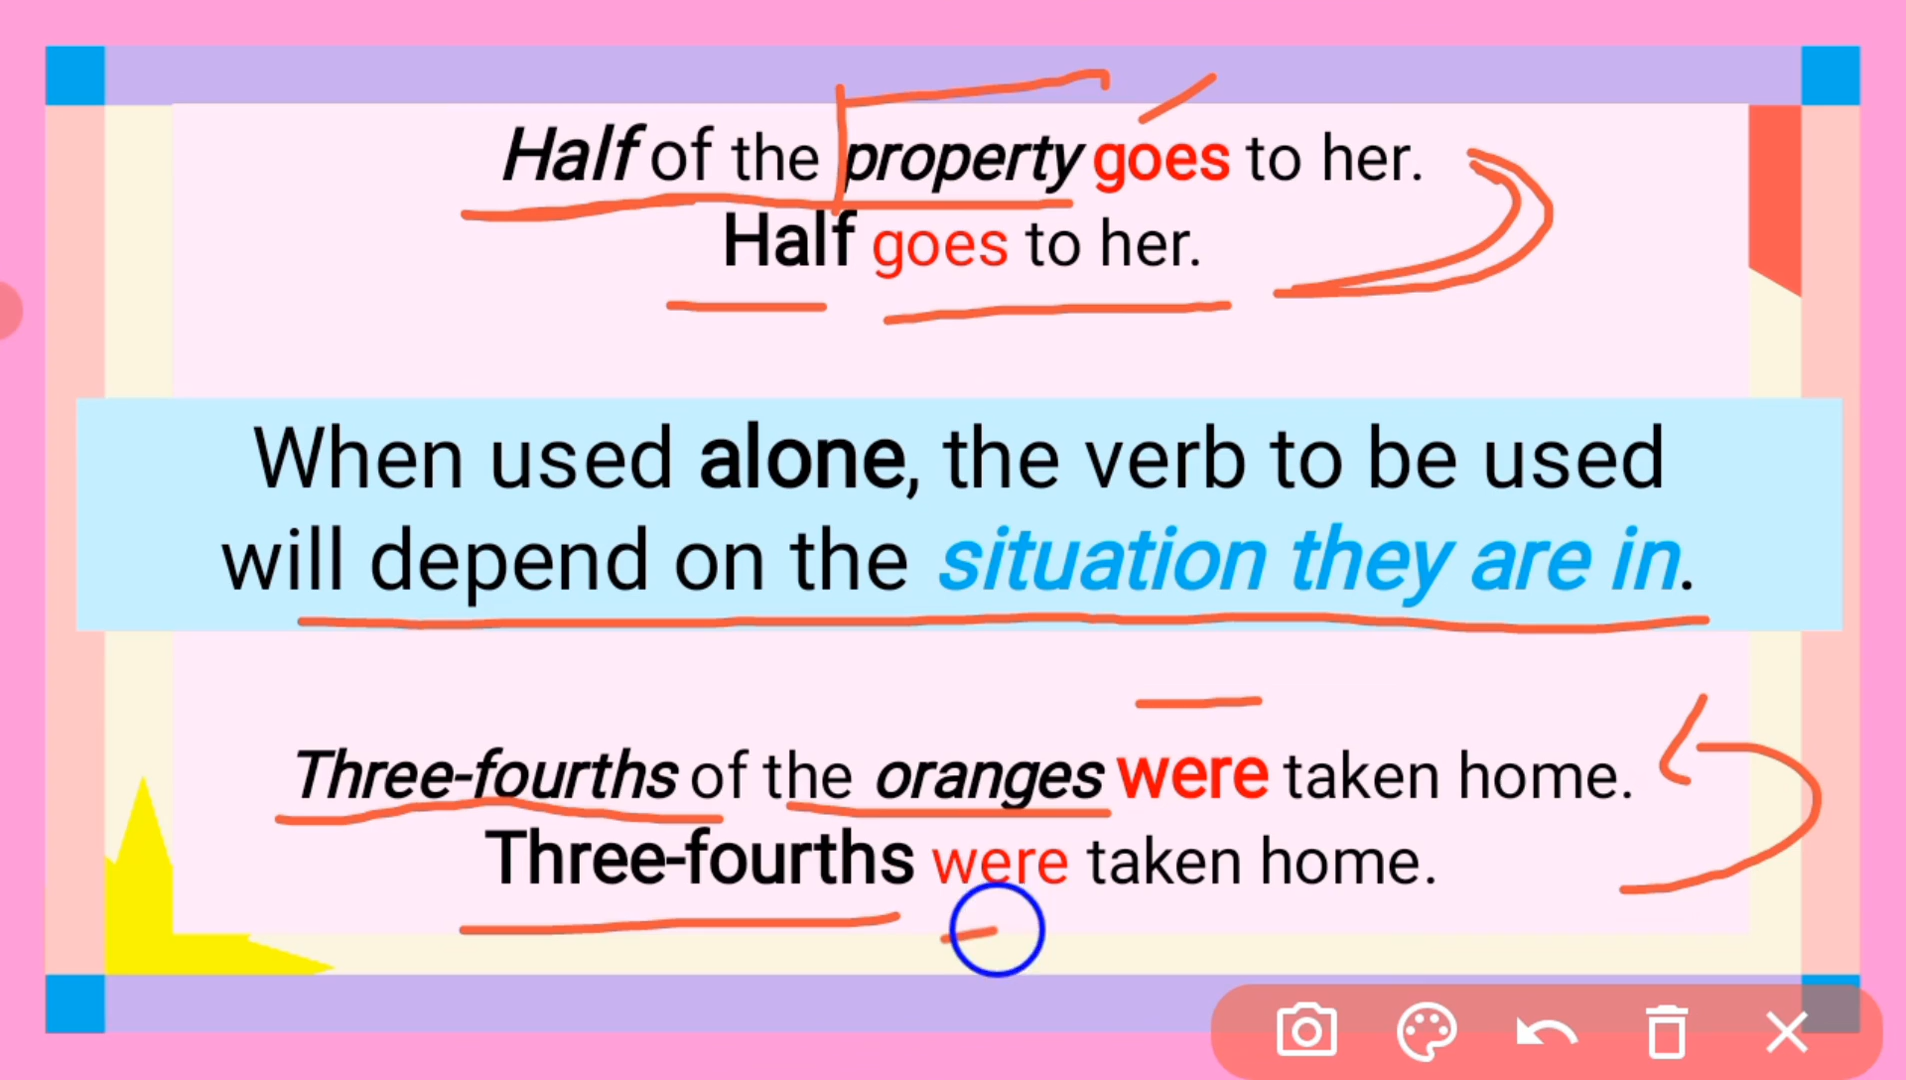 Half of the property goes to her.
Half goes to her.
When used alone, the verb to be used
will depend on the situation they are in.
Three-fourths of the oranges were taken home.
Three-fourths were taken home.